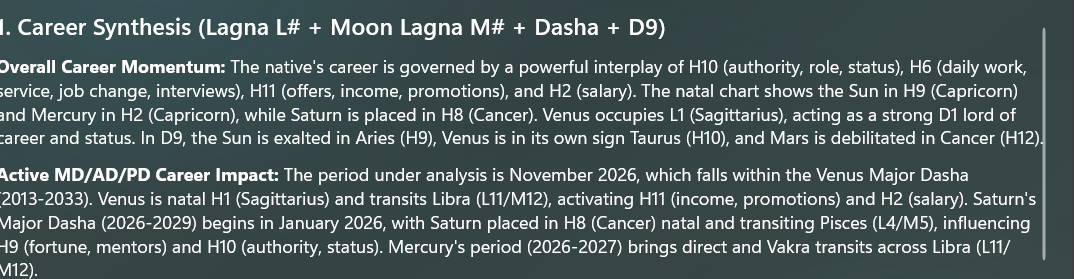 1. Career Synthesis (Lagna L# + Moon Lagna M# + Dasha + D9)
Overall Career Momentum: The native's career is governed by a powerful interplay of H10 (authority, role, status), H6 (daily work,
service, job change, interviews), H11 (offers, income, promotions), and H2 (salary). The natal chart shows the Sun in H9 (Capricorn)
and Mercury in H2 (Capricorn), while Saturn is placed in H8 (Cancer). Venus occupies L1 (Sagittarius), acting as a strong D1 lord of
career and status. In D9, the Sun is exalted in Aries (H9), Venus is in its own sign Taurus (H10), and Mars is debilitated in Cancer (H12).
Active MD/AD/PD Career Impact: The period under analysis is November 2026, which falls within the Venus Major Dasha
(2013-2033). Venus is natal H1 (Sagittarius) and transits Libra (L11/M12), activating H11 (income, promotions) and H2 (salary). Saturn's
Major Dasha (2026-2029) begins in January 2026, with Saturn placed in H8 (Cancer) natal and transiting Pisces (L4/M5), influencing
H9 (fortune, mentors) and H10 (authority, status). Mercury's period (2026-2027) brings direct and Vakra transits across Libra (L11/
M12).